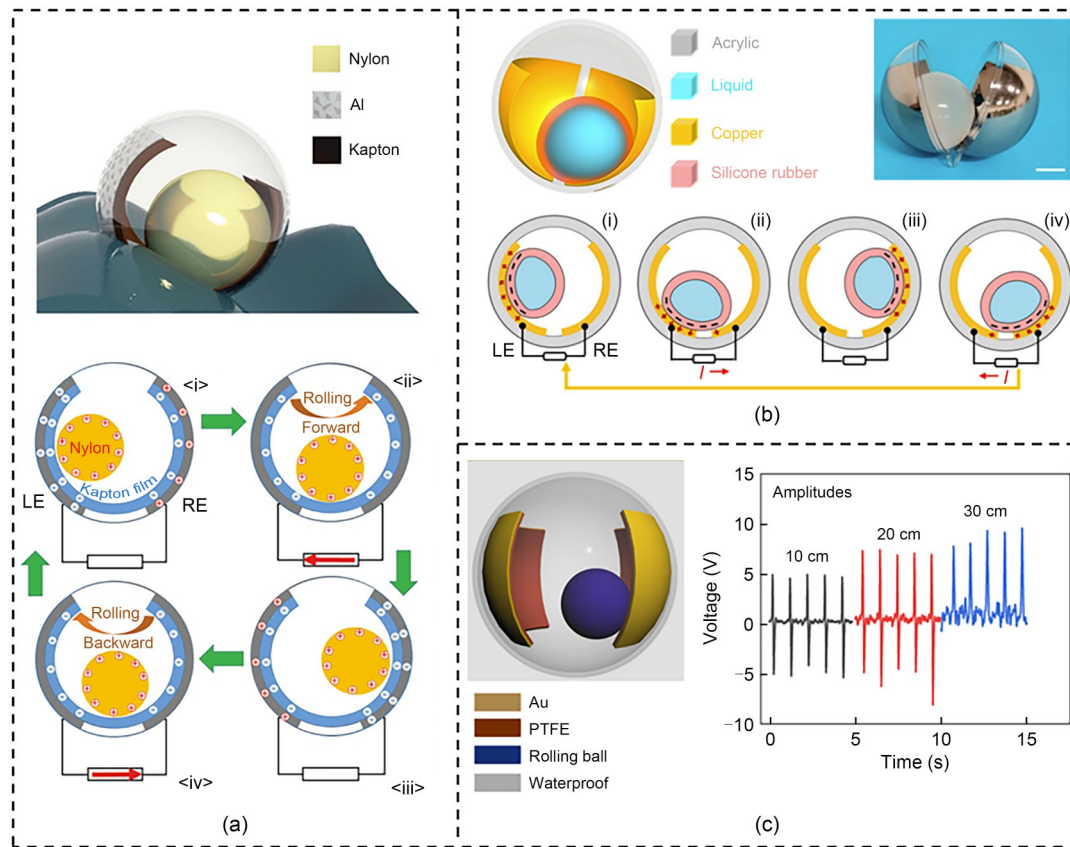 Nylon
Al
Kapton
<i>
<ii>
Rolling
Forward
Nylon
Kapton film
LE
RE
Rolling
Backward
<iv>
<iii>
(a)
Acrylic
Liquid
Copper
Silicone rubber
(i)
(ii)
(iii)
(iv)
LE
RE
I
I
(b)
Au
PTFE
Rolling ball
Waterproof
Amplitudes
10 cm
20 cm
30 cm
Voltage (V)
15
10
5
0
−5
−10
0
5
10
15
Time (s)
(c)